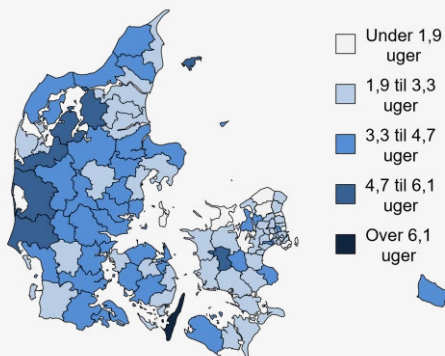 Under 1,9
uger
1,9 til 3,3
uger
3,3 til 4,7
uger
4,7 til 6,1
uger
Over 6,1
uger